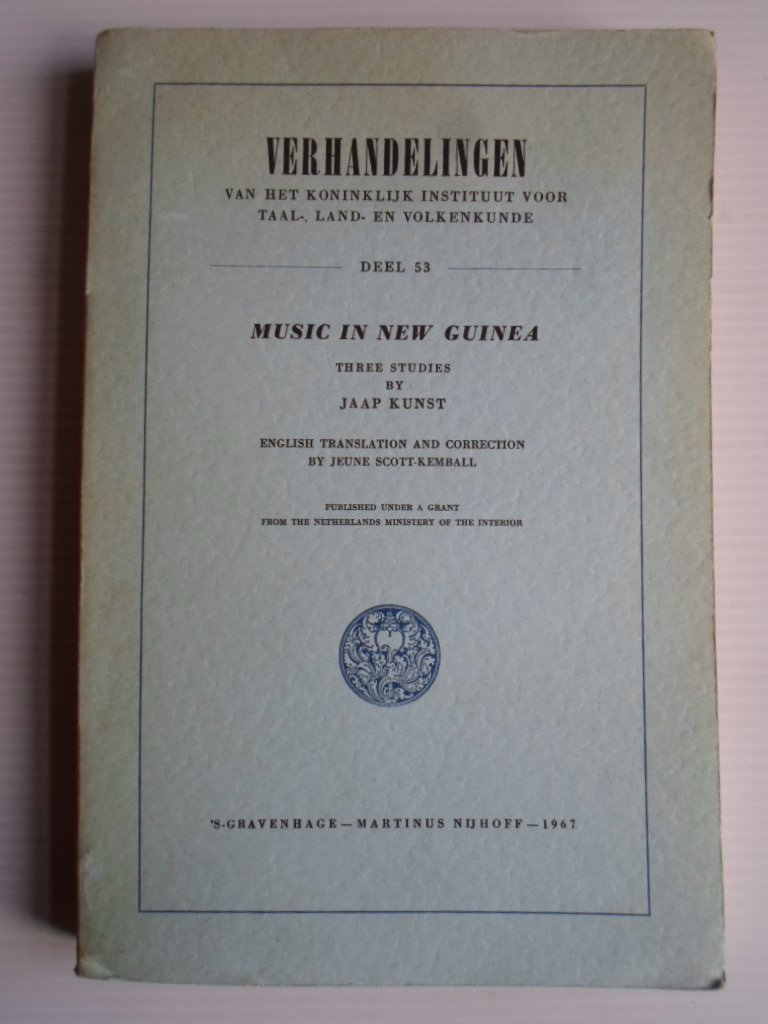 VERHANDELINGEN
VAN HET KONINKLIJK INSTITUUT VOOR
TAAL-, LAND- EN VOLKENKUNDE
DEEL 53
MUSIC IN NEW GUINEA
THREE STUDIES
BY
JAAP KUNST
ENGLISH TRANSLATION AND CORRECTION
BY JEUNE SCOTT-KEMBALL
PUBLISHED UNDER A GRANT
FROM THE NETHERLANDS MINISTERY OF THE INTERIOR
'S-GRAVENHAGE — MARTINUS NIJHOFF — 1967